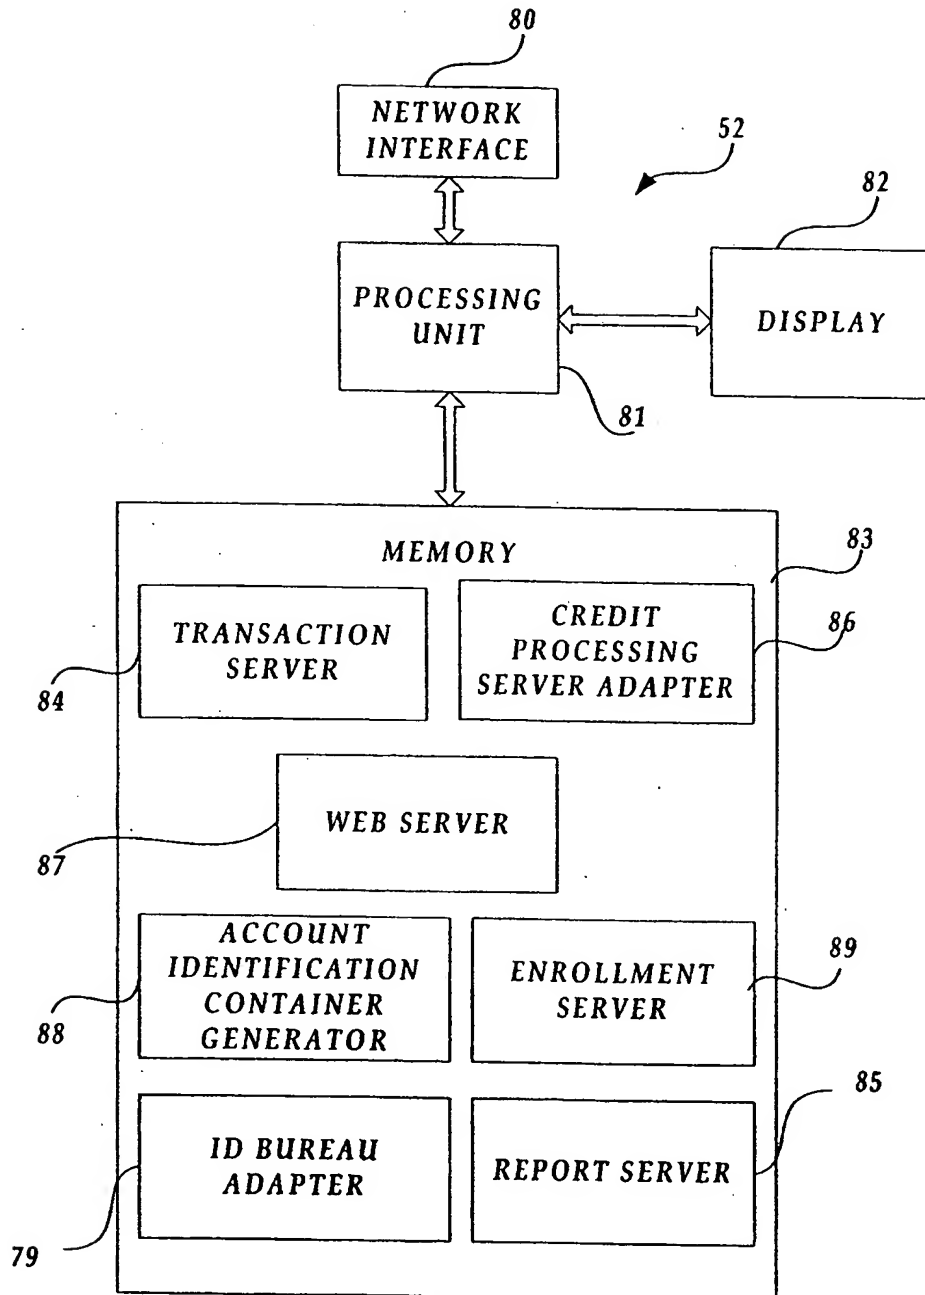 80
NETWORK
INTERFACE
52
82
PROCESSING
UNIT
DISPLAY
81
MEMORY
83
TRANSACTION
SERVER
84
CREDIT
PROCESSING
SERVER ADAPTER
86
WEB SERVER
87
ACCOUNT
IDENTIFICATION
CONTAINER
GENERATOR
88
ENROLLMENT
SERVER
89
ID BUREAU
ADAPTER
79
REPORT SERVER
85